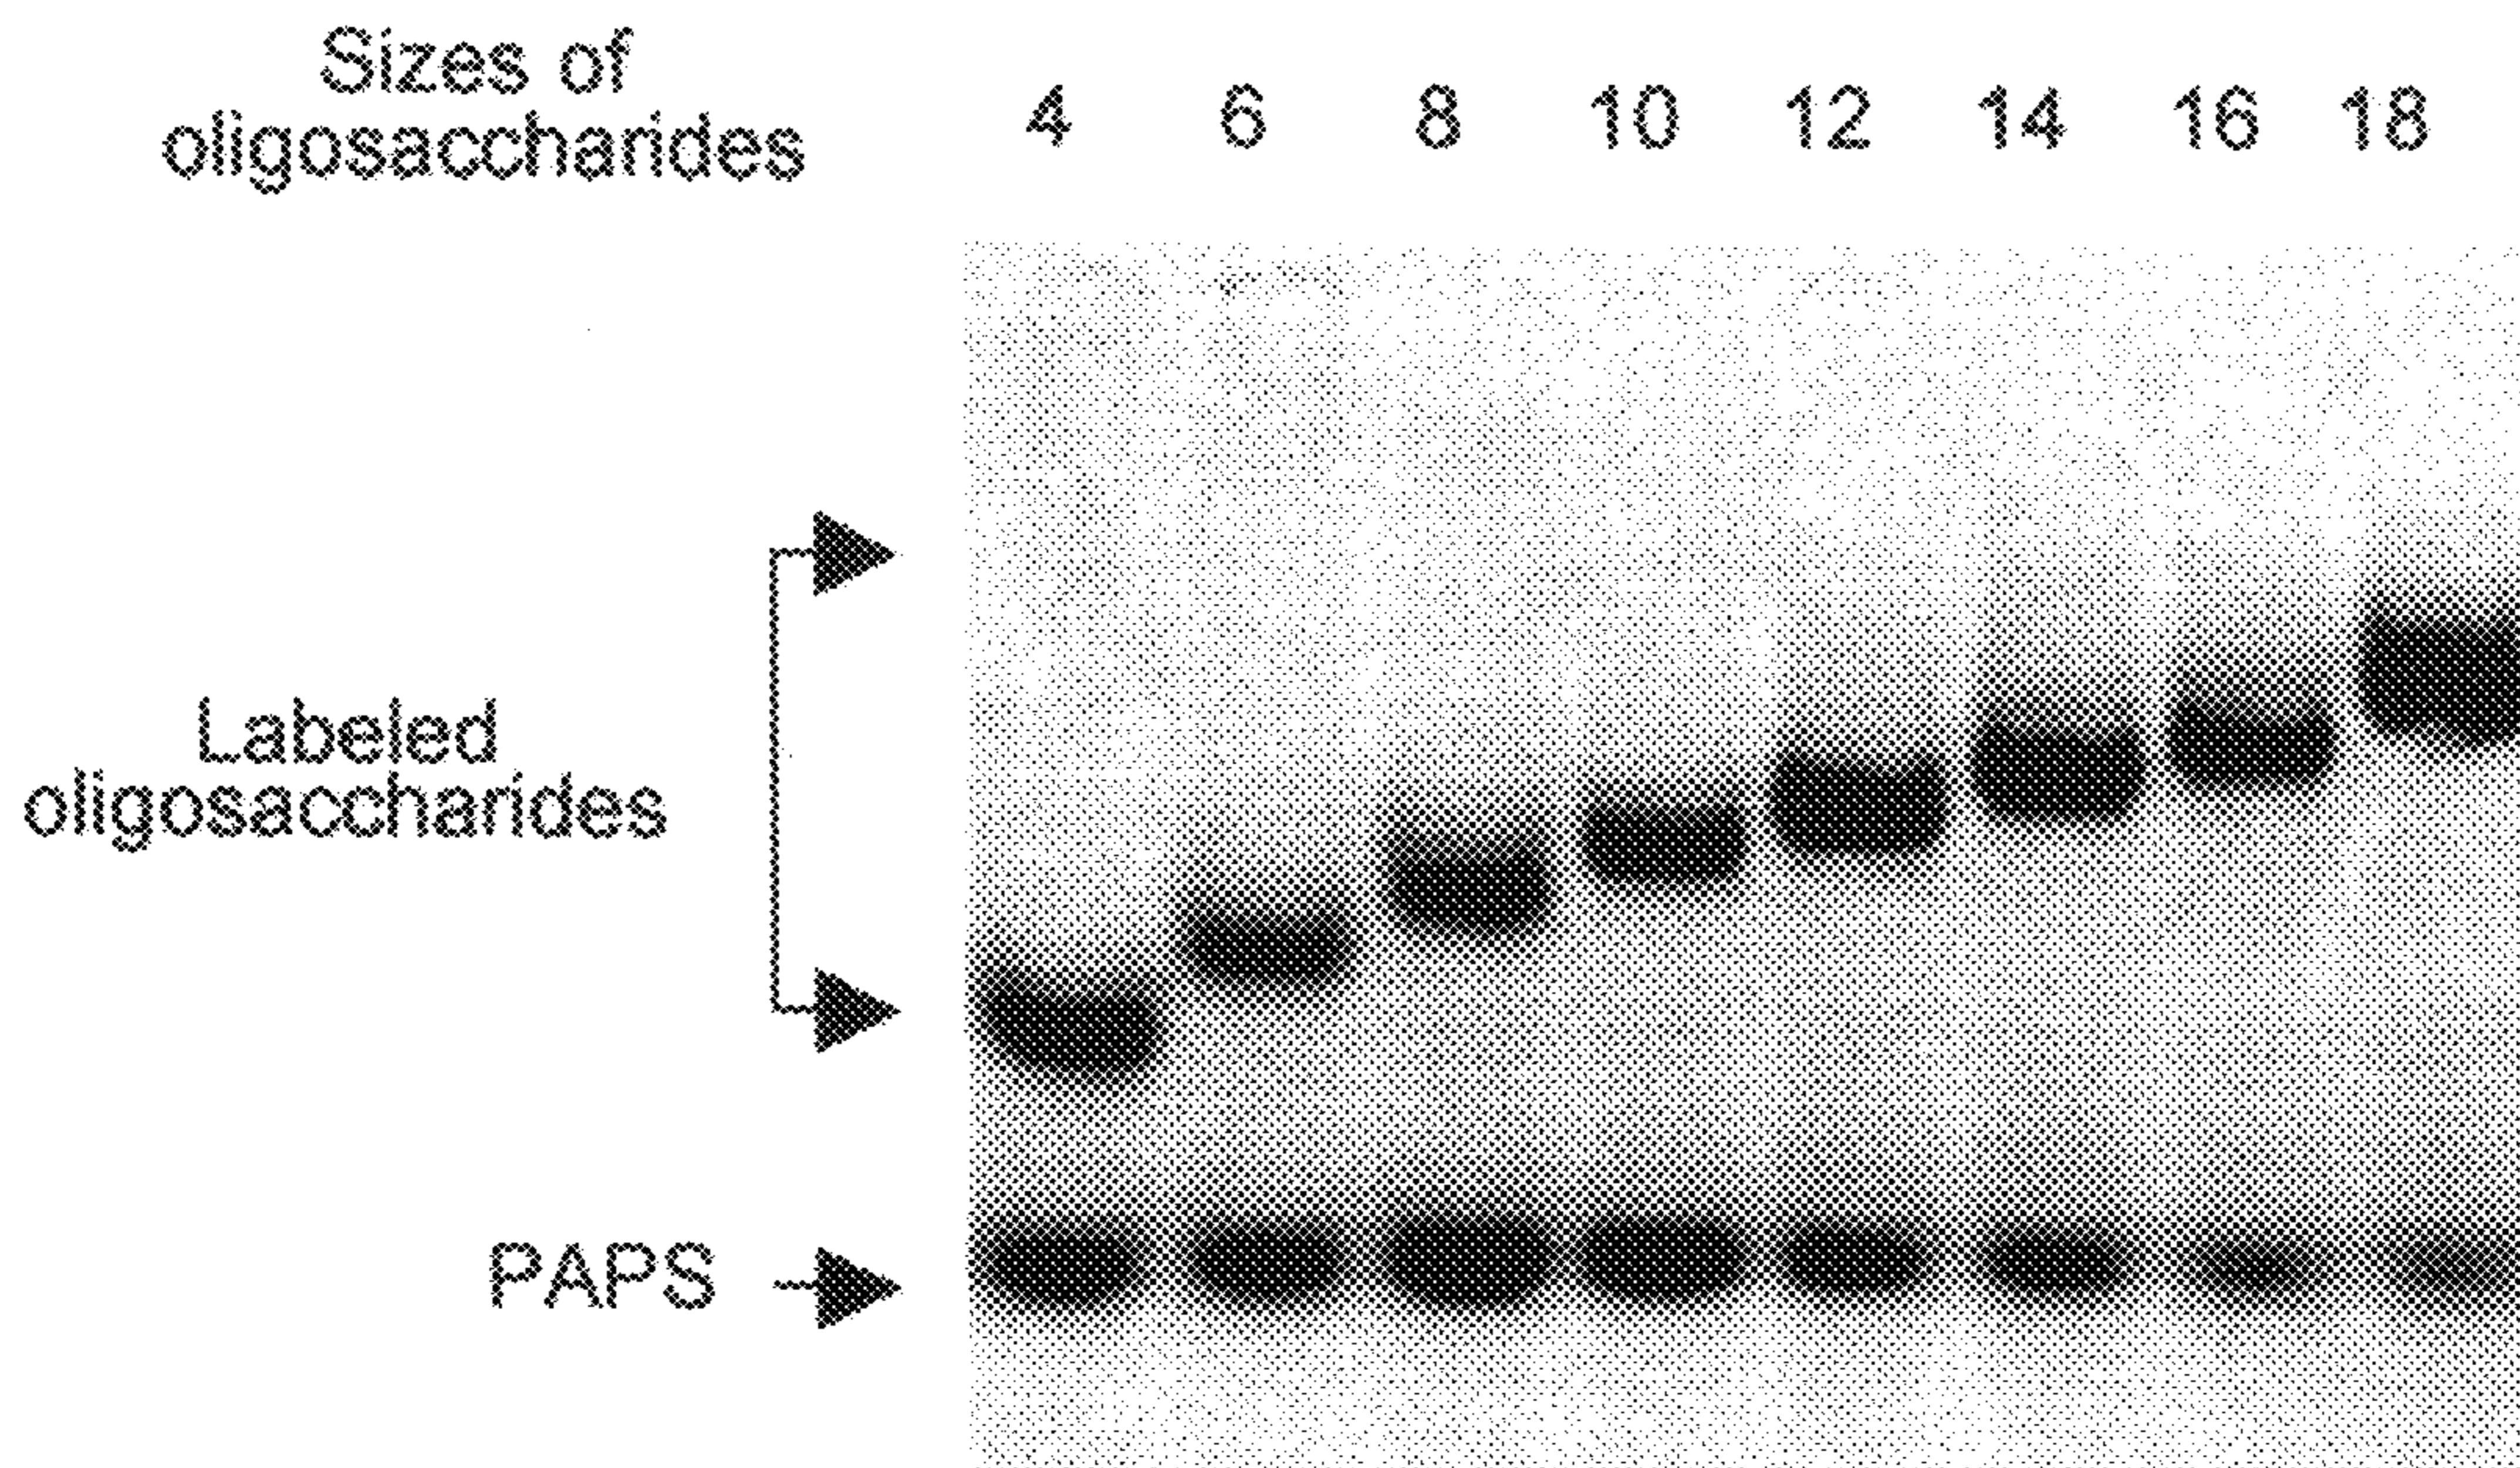 Sizes of
oligosaccharides
4 6 8 10 12 14 16 18
Labeled
oligosaccharides
PAPS